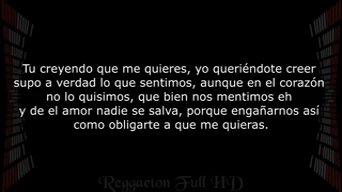 Tu creyendo que me quieres, yo queriéndote creer
supo a verdad lo que sentimos, aunque en el corazón
no lo quisimos, que bien nos mentimos eh
y de el amor nadie se salva, porque engañarnos así
como obligarte a que me quieras.
Reggaeton Full HD